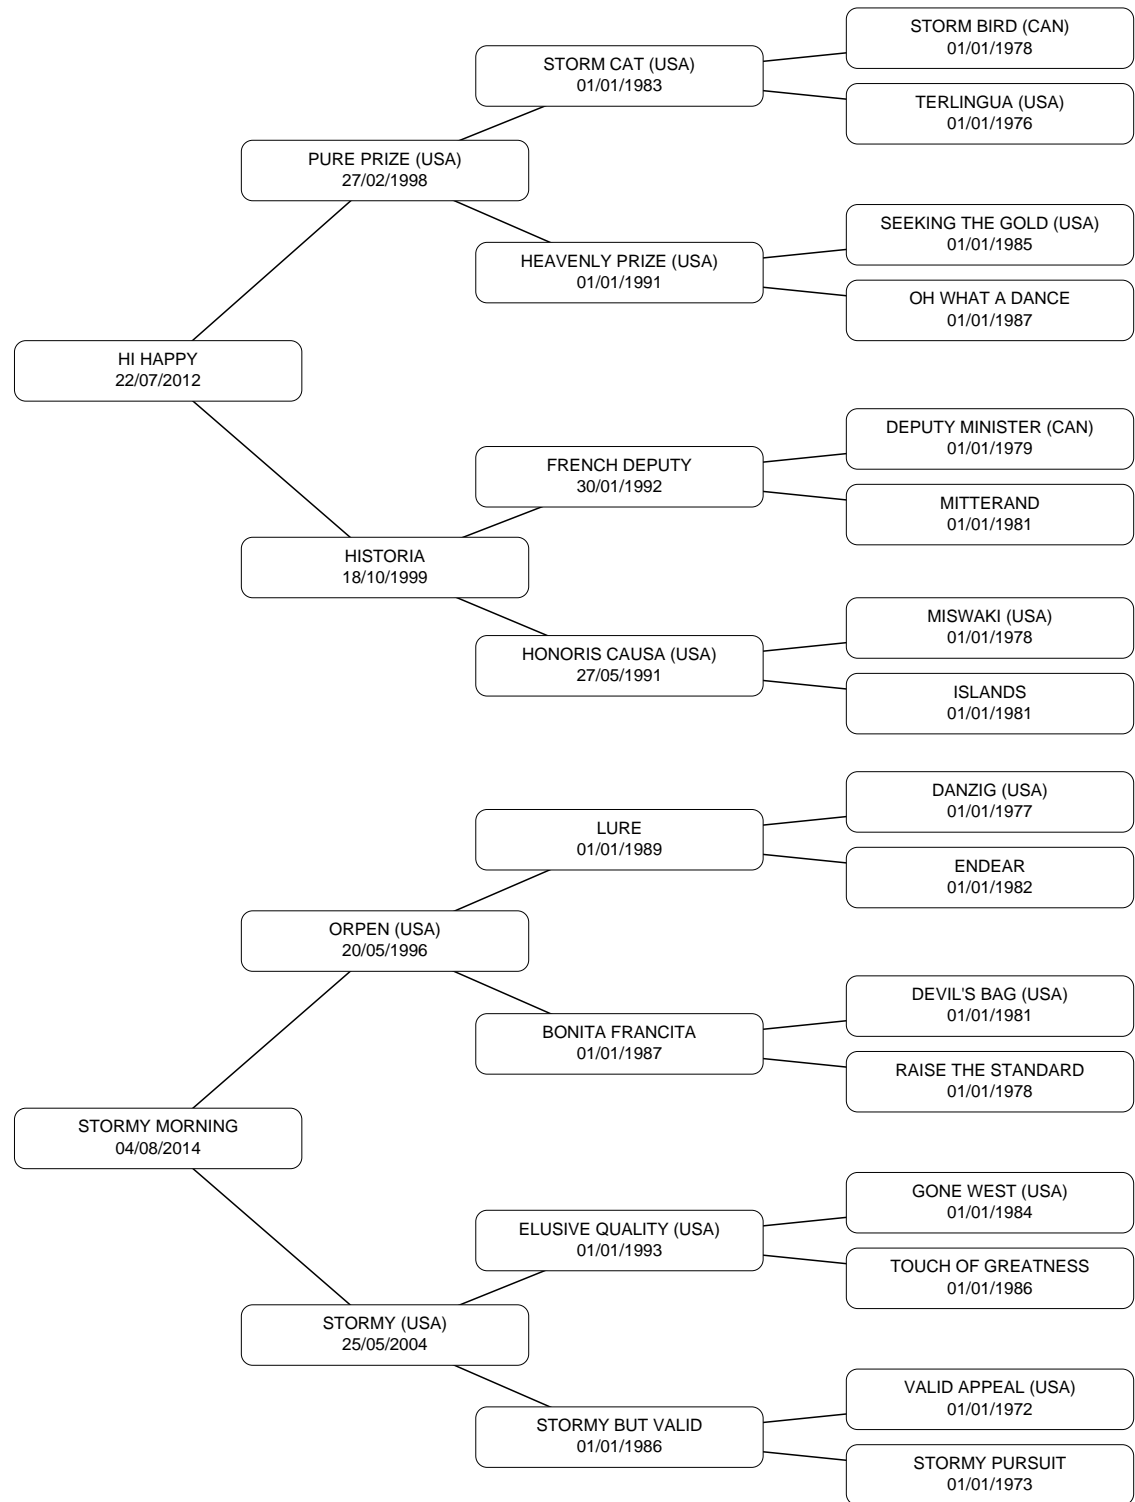 STORM BIRD (CAN)
01/01/1978
STORM CAT (USA)
01/01/1983
TERLINGUA (USA)
01/01/1976
PURE PRIZE (USA)
27/02/1998
SEEKING THE GOLD (USA)
01/01/1985
HEAVENLY PRIZE (USA)
01/01/1991
OH WHAT A DANCE
01/01/1987
HI HAPPY
22/07/2012
DEPUTY MINISTER (CAN)
01/01/1979
FRENCH DEPUTY
30/01/1992
MITTERAND
01/01/1981
HISTORIA
18/10/1999
MISWAKI (USA)
01/01/1978
HONORIS CAUSA (USA)
27/05/1991
ISLANDS
01/01/1981
DANZIG (USA)
01/01/1977
LURE
01/01/1989
ENDEAR
01/01/1982
ORPEN (USA)
20/05/1996
DEVIL'S BAG (USA)
01/01/1981
BONITA FRANCITA
01/01/1987
RAISE THE STANDARD
01/01/1978
STORMY MORNING
04/08/2014
GONE WEST (USA)
01/01/1984
ELUSIVE QUALITY (USA)
01/01/1993
TOUCH OF GREATNESS
01/01/1986
STORMY (USA)
25/05/2004
VALID APPEAL (USA)
01/01/1972
STORMY BUT VALID
01/01/1986
STORMY PURSUIT
01/01/1973